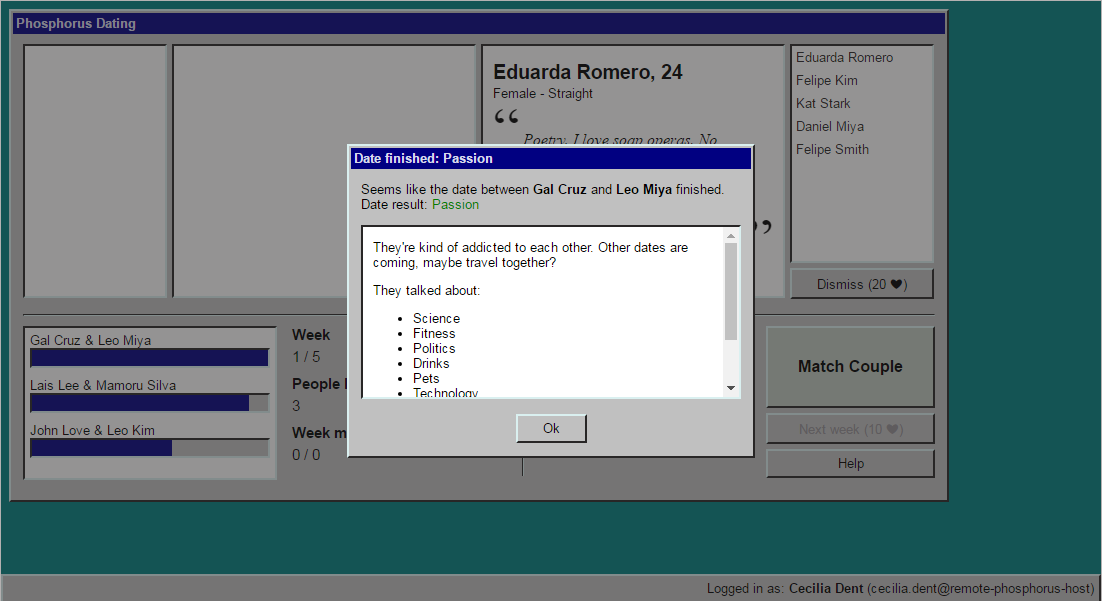 Phosphorus Dating
Eduarda Romero, 24
Female - Straight
“
Poetry, I love soap operas. No
”
Eduarda Romero
Felipe Kim
Kat Stark
Daniel Miya
Felipe Smith
Dismiss (20 ♥)
Date finished: Passion
Seems like the date between Gal Cruz and Leo Miya finished.
Date result: Passion
They're kind of addicted to each other. Other dates are
coming, maybe travel together?
They talked about:
• Science
• Fitness
• Politics
• Drinks
• Pets
• Technology
Ok
Gal Cruz & Leo Miya
Lais Lee & Mamoru Silva
John Love & Leo Kim
Week
1 / 5
People
3
Week
0 / 0
Match Couple
Next week (10 ♥)
Help
Logged in as: Cecilia Dent (cecilia.dent@remote-phosphorus-host)